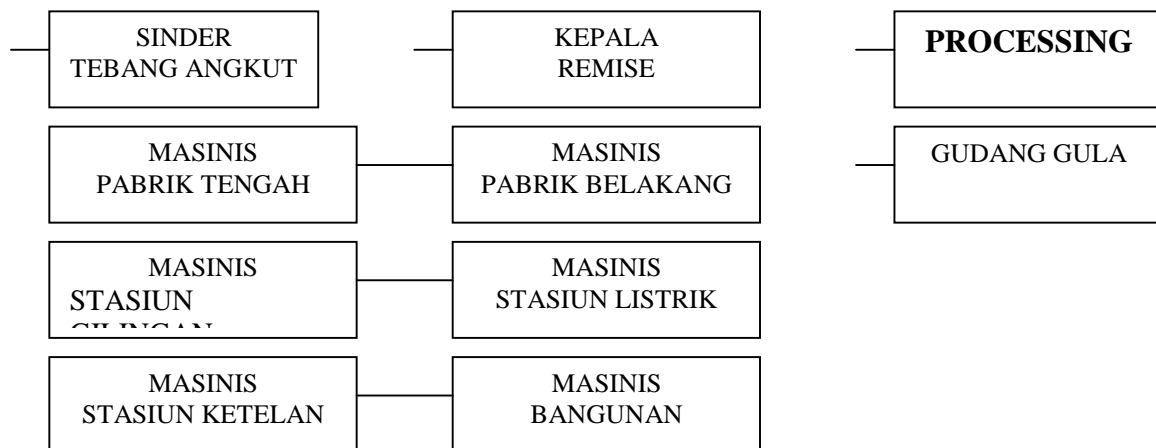 SINDER
TEBANG ANGKUT
KEPALA
REMISE
PROCESSING
MASINIS
PABRIK TENGAH
MASINIS
PABRIK BELAKANG
GUDANG GULA
MASINIS
STASIUN
GILINGAN
MASINIS
STASIUN LISTRIK
MASINIS
STASIUN KETELAN
MASINIS
BANGUNAN